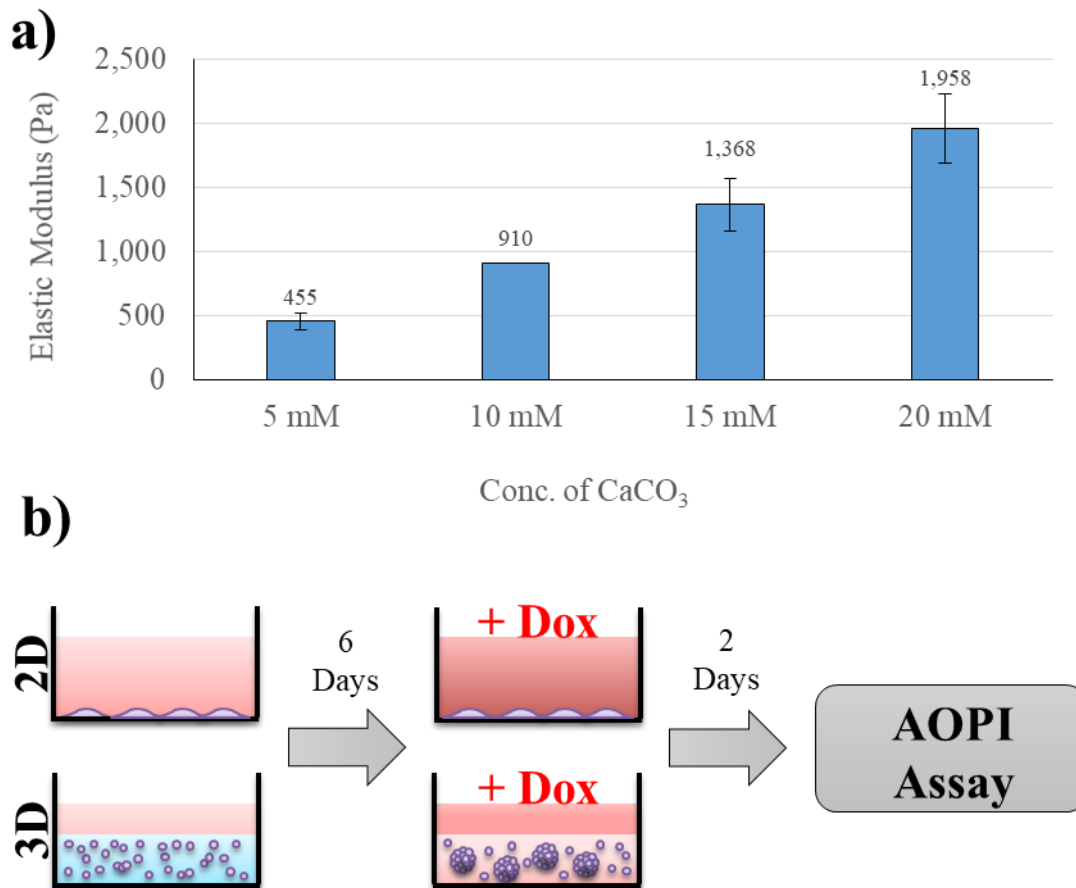 a)
Elastic Modulus (Pa)
2,500
2,000
1,500
1,000
500
0
455
910
1,368
1,958
5 mM
10 mM
15 mM
20 mM
Conc. of CaCO₃
b)
2D
6
Days
+ Dox
2
Days
AOPI
Assay
3D
+ Dox